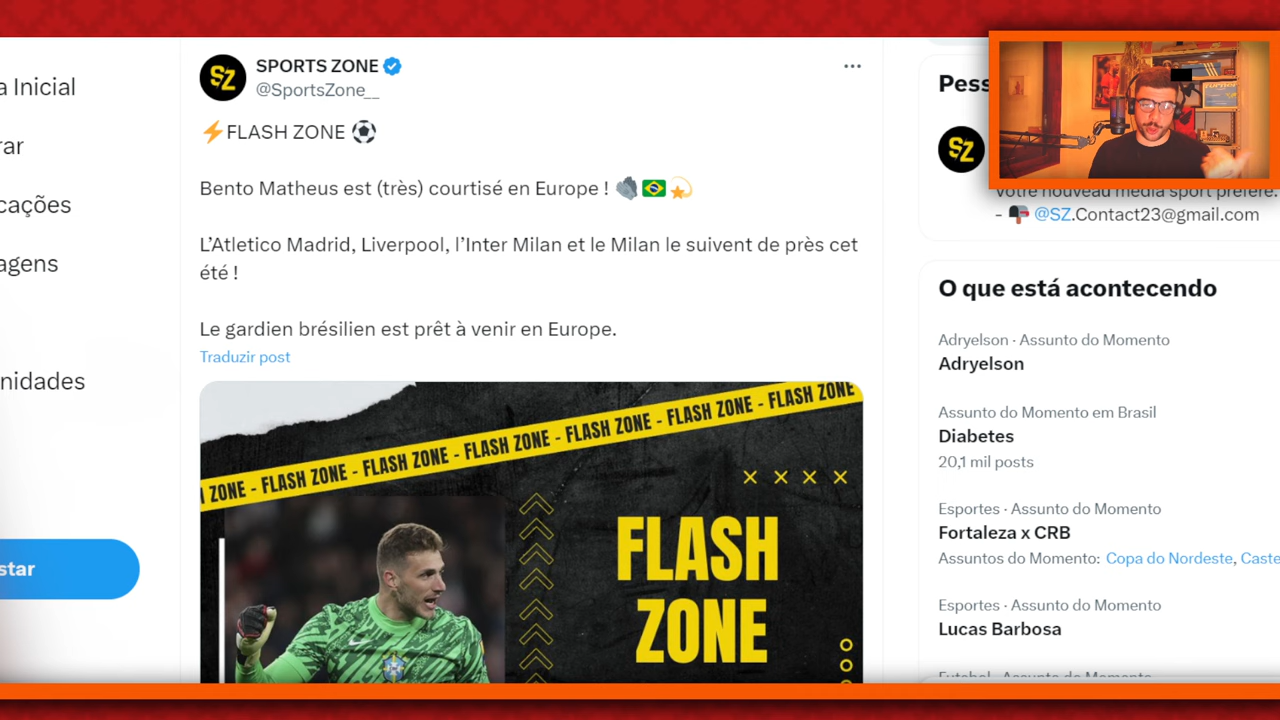 a Inicial
rar
cações
agens
nidades
star
SZ
SPORTS ZONE
@SportsZone__
⚡FLASH ZONE ⚽
Bento Matheus est (très) courtisé en Europe ! 🪨🇧🇷💫
L’Atletico Madrid, Liverpool, l’Inter Milan et le Milan le suivent de près cet
été !
Le gardien brésilien est prêt à venir en Europe.
Traduzir post
ZONE - FLASH ZONE - FLASH ZONE - FLASH ZONE - FLASH ZONE - FLASH ZONE - FLASH ZONE
FLASH
ZONE
Pess
SZ
Votre nouveau média sport préféré.
- 📬 @SZ.Contact23@gmail.com
O que está acontecendo
Adryelson · Assunto do Momento
Adryelson
Assunto do Momento em Brasil
Diabetes
20,1 mil posts
Esportes · Assunto do Momento
Fortaleza x CRB
Assuntos do Momento: Copa do Nordeste, Caste
Esportes · Assunto do Momento
Lucas Barbosa
Futebol · Assunto do Momento